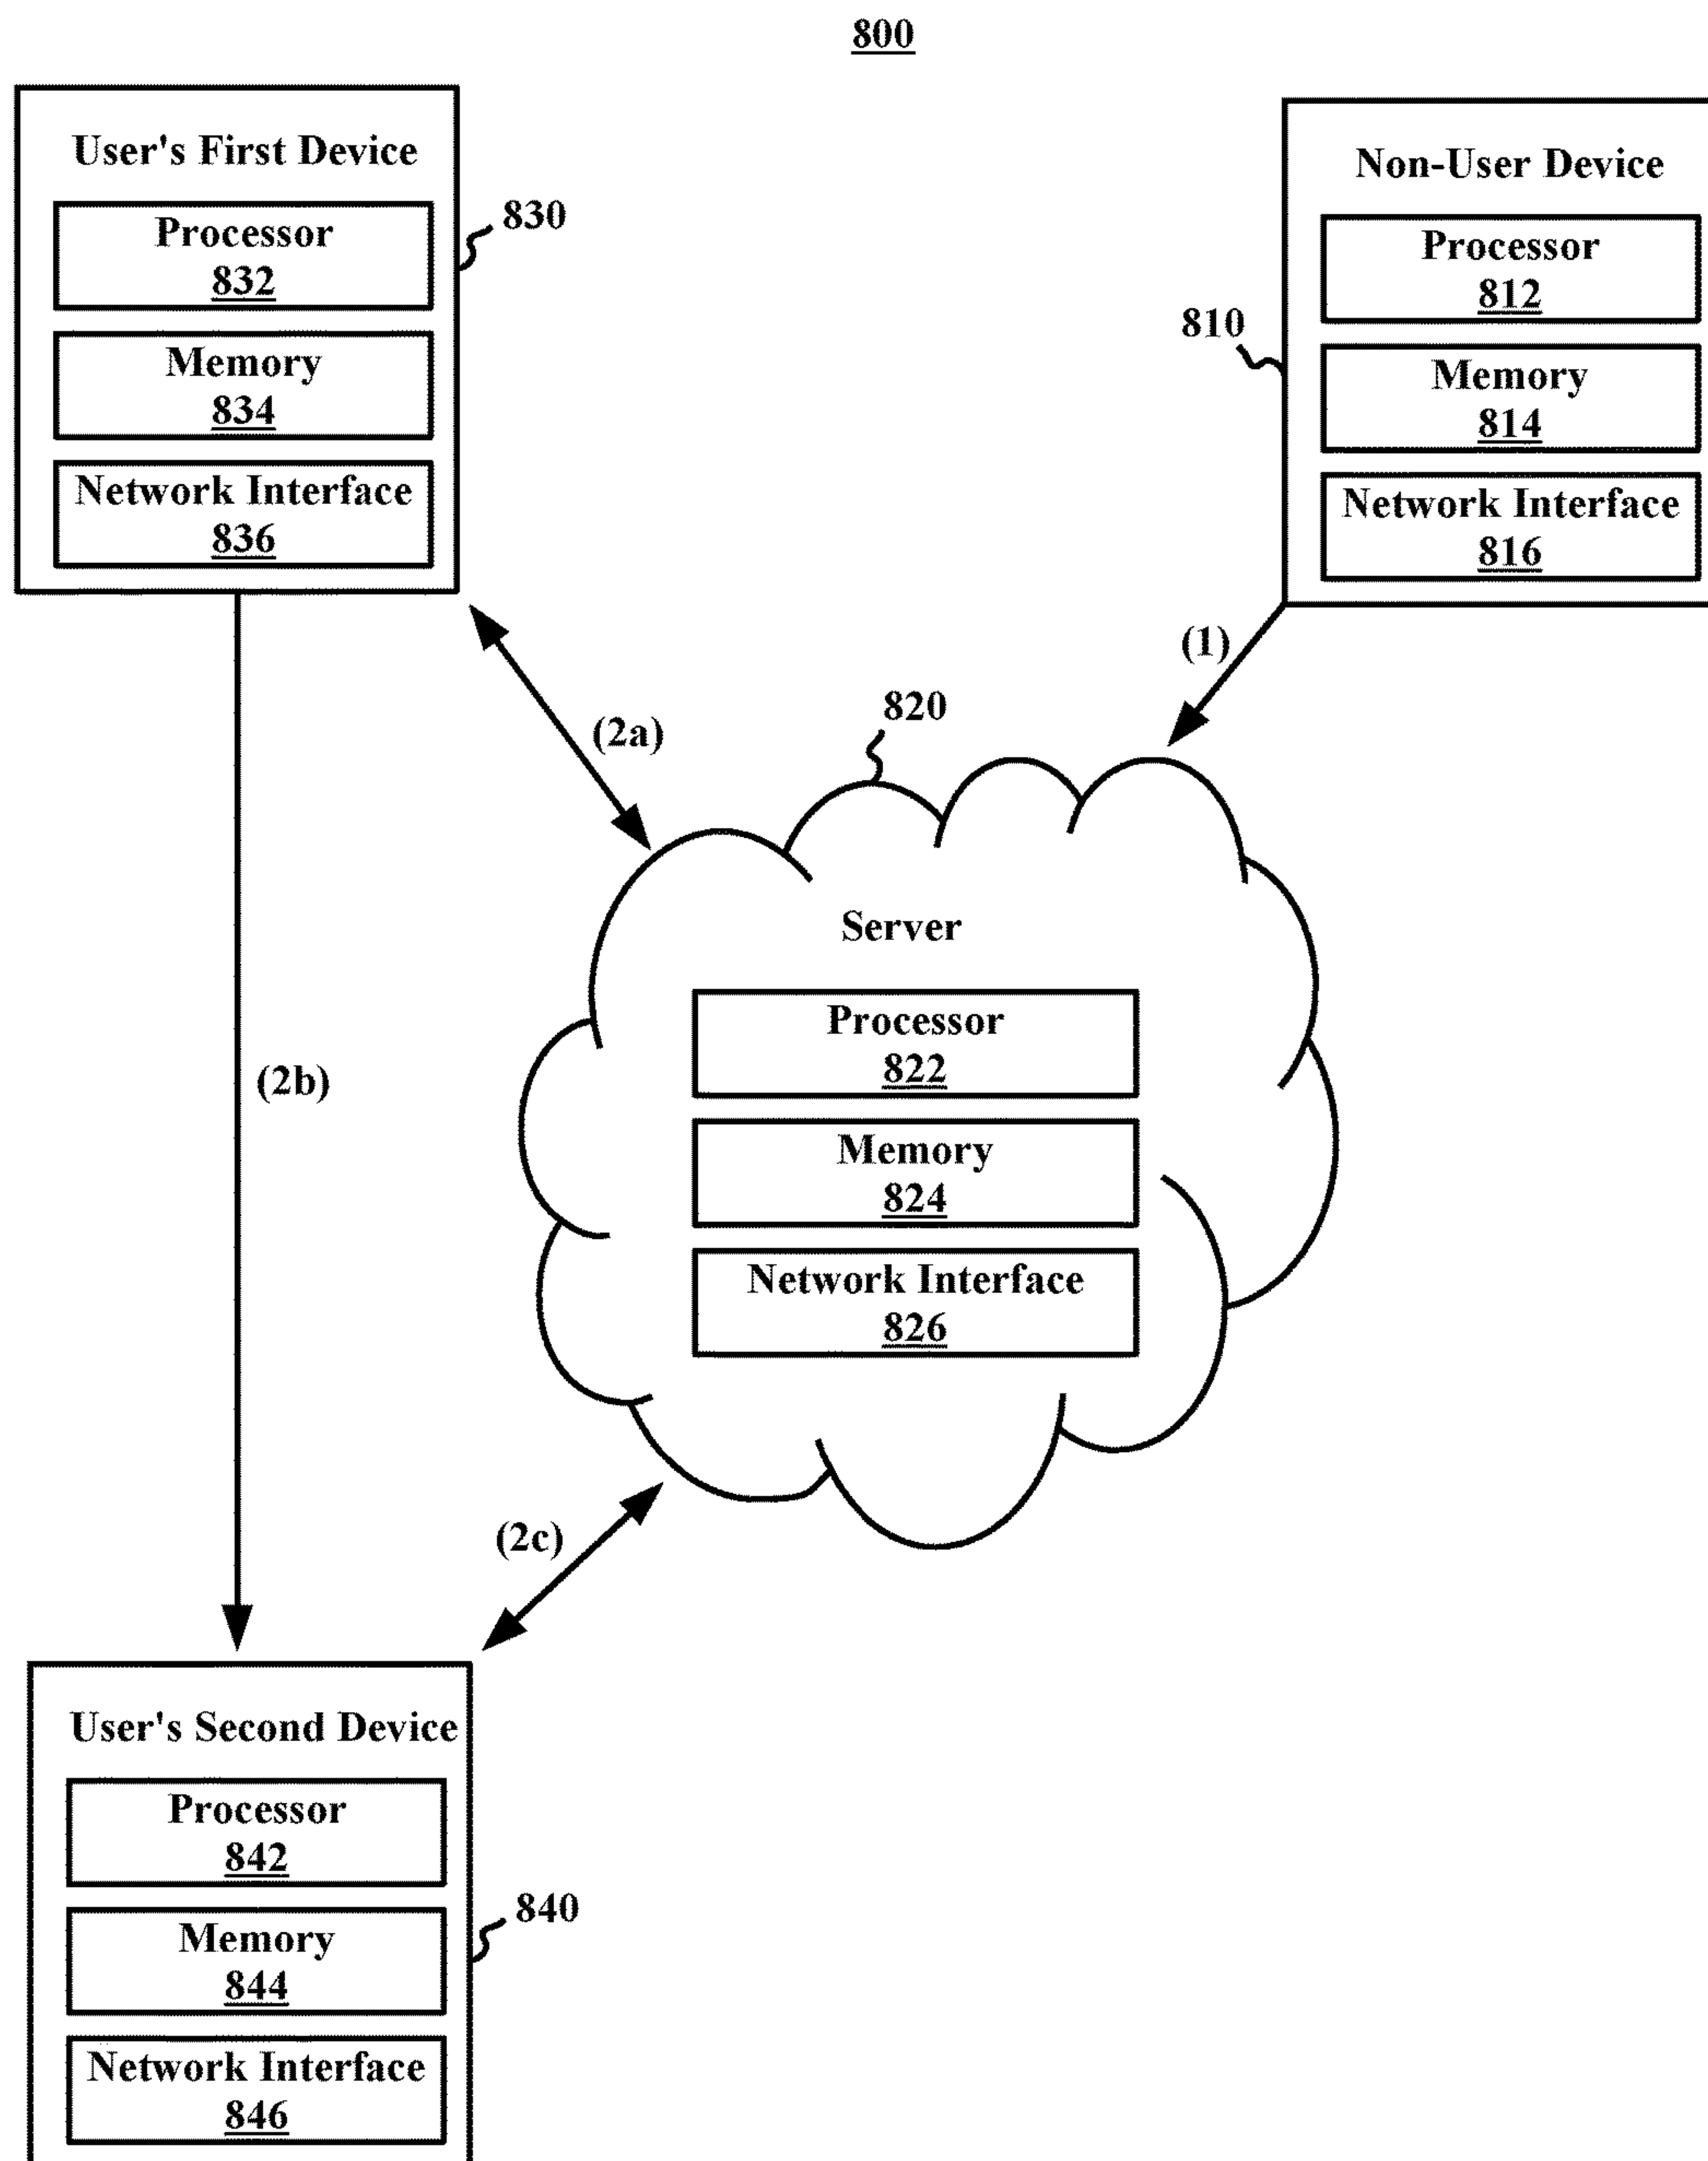 800
User's First Device
Processor
832
Memory
834
Network Interface
836
830
Non-User Device
Processor
812
Memory
814
Network Interface
816
810
(1)
(2a)
820
Server
Processor
822
Memory
824
Network Interface
826
(2b)
(2c)
User's Second Device
Processor
842
Memory
844
Network Interface
846
840